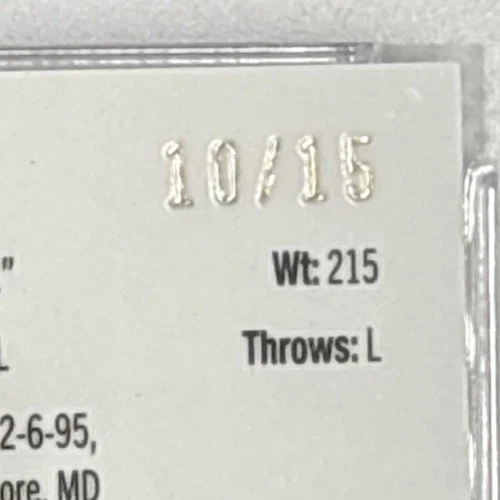 10/15
" Wt: 215
L Throws: L
2-6-95,
ore, MD